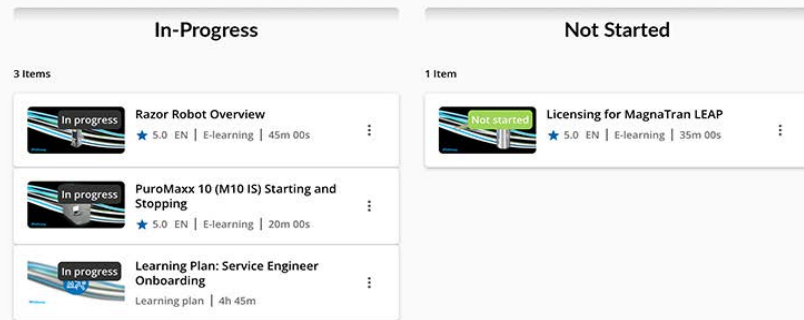 In-Progress
3 Items
In progress
Razor Robot Overview
5.0 EN | E-learning | 45m 00s
In progress
PuroMaxx 10 (M10 IS) Starting and
Stopping
5.0 EN | E-learning | 20m 00s
In progress
Learning Plan: Service Engineer
Onboarding
Learning plan | 4h 45m
Not Started
1 Item
Not started
Licensing for MagnaTran LEAP
5.0 EN | E-learning | 35m 00s